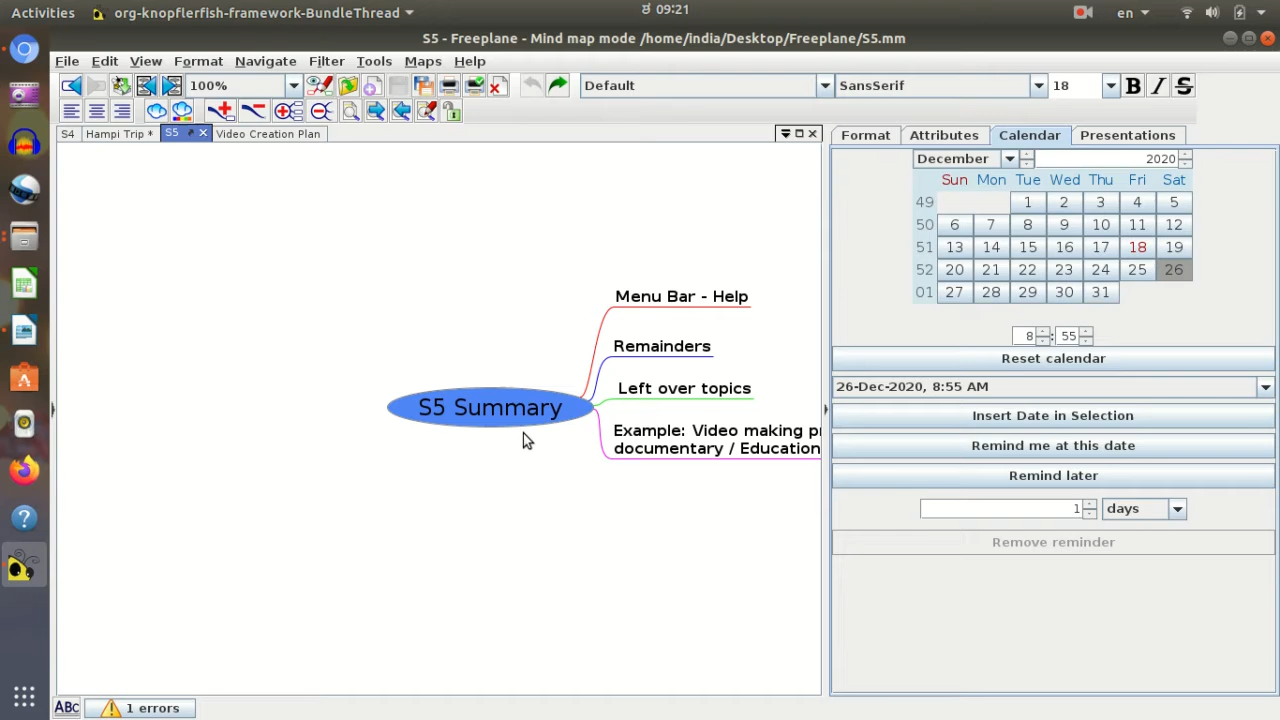 Activities
org-knopflerfish-framework-BundleThread
ಶ 09:21
en
S5 - Freeplane - Mind map mode /home/india/Desktop/Freeplane/S5.mm
File Edit View Format Navigate Filter Tools Maps Help
100%
Default
SansSerif
18
B I S
S4
Hampi Trip *
S5
Video Creation Plan
Format
Attributes
Calendar
Presentations
December
2020
Sun Mon Tue Wed Thu Fri Sat
49 1 2 3 4 5
50 6 7 8 9 10 11 12
51 13 14 15 16 17 18 19
52 20 21 22 23 24 25 26
01 27 28 29 30 31
8 : 55
Reset calendar
26-Dec-2020, 8:55 AM
Insert Date in Selection
Remind me at this date
Remind later
1 days
Remove reminder
Menu Bar - Help
Remainders
Left over topics
S5 Summary
Example: Video making pr
documentary / Education
ABC
1 errors